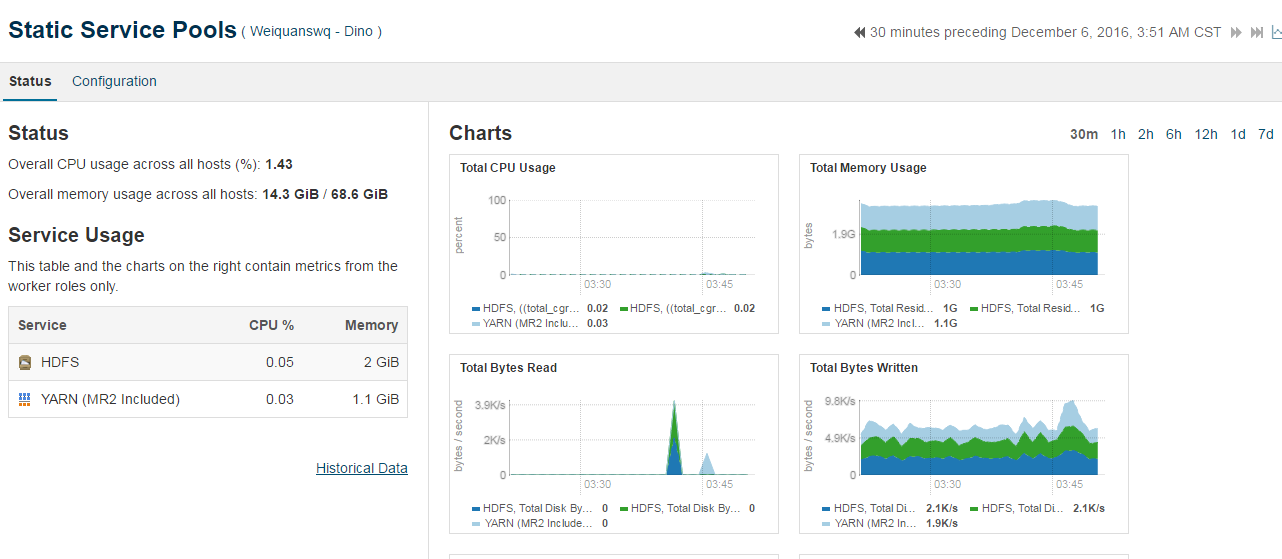 Static Service Pools ( Weiquanswq - Dino )
30 minutes preceding December 6, 2016, 3:51 AM CST
Status Configuration
Status
Overall CPU usage across all hosts (%): 1.43
Overall memory usage across all hosts: 14.3 GiB / 68.6 GiB
Service Usage
This table and the charts on the right contain metrics from the
worker roles only.
Service CPU % Memory
HDFS 0.05 2 GiB
YARN (MR2 Included) 0.03 1.1 GiB
Historical Data
Charts
30m 1h 2h 6h 12h 1d 7d
Total CPU Usage
percent
100
50
0
03:30 03:45
HDFS, ((total_cgr... 0.02 HDFS, ((total_cgr... 0.02
YARN (MR2 Inclu... 0.03
Total Memory Usage
bytes
1.9G
0
03:30 03:45
HDFS, Total Resid... 1G HDFS, Total Resid... 1G
YARN (MR2 Incl... 1.1G
Total Bytes Read
bytes / second
3.9K/s
2K/s
0
03:30 03:45
HDFS, Total Disk By... 0 HDFS, Total Disk By... 0
YARN (MR2 Include... 0
Total Bytes Written
bytes / second
9.8K/s
4.9K/s
0
03:30 03:45
HDFS, Total Di... 2.1K/s HDFS, Total Di... 2.1K/s
YARN (MR2 In... 1.9K/s